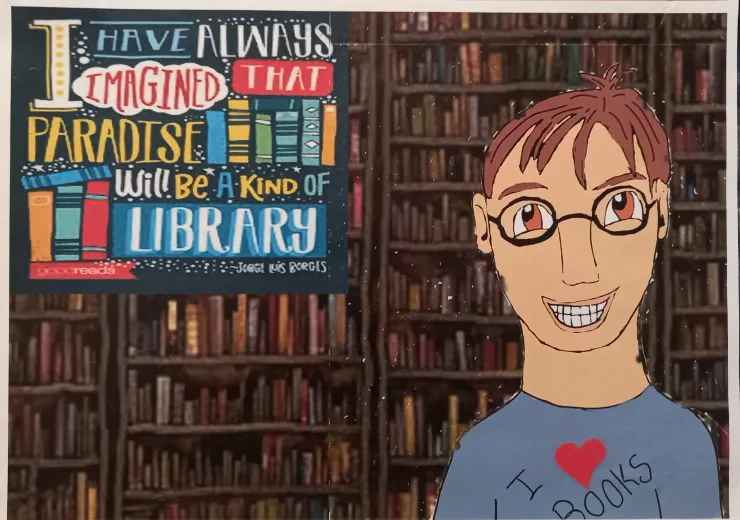 I HAVE ALWAYS
IMAGINED THAT
PARADISE
Will BE A KIND OF
LIBRARY
goodreads
~JORGE LUIS BORGES
I ♥
BOOKS